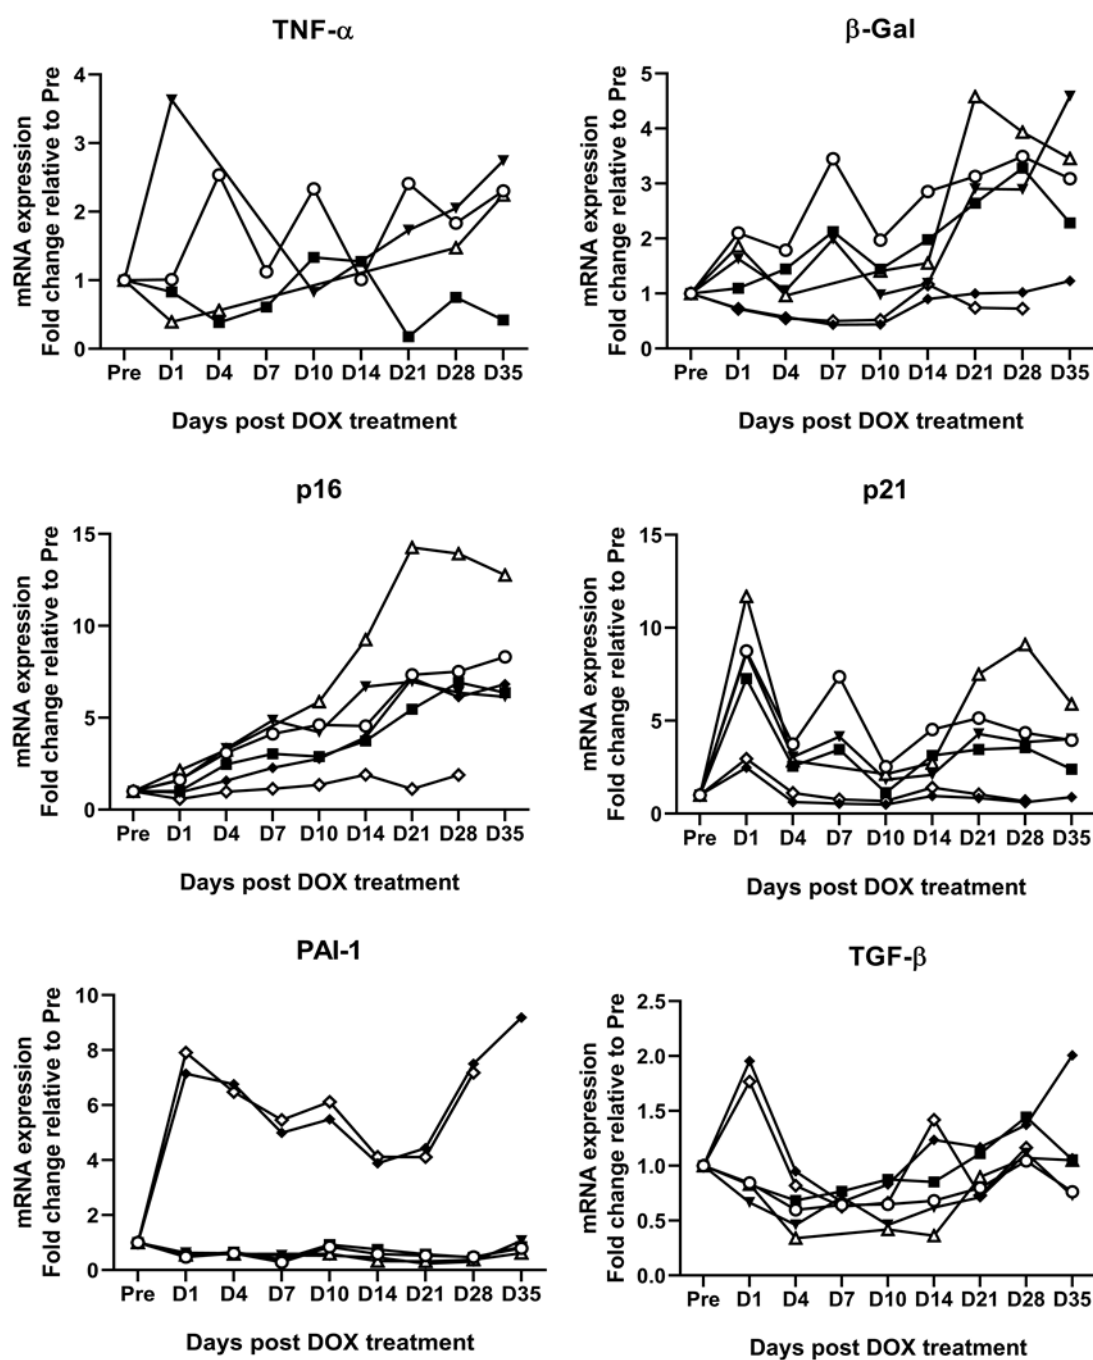 TNF-α
mRNA expression
Fold change relative to Pre
4
3
2
1
0
Pre D1 D4 D7 D10 D14 D21 D28 D35
Days post DOX treatment
β-Gal
mRNA expression
Fold change relative to Pre
5
4
3
2
1
0
Pre D1 D4 D7 D10 D14 D21 D28 D35
Days post DOX treatment
p16
mRNA expression
Fold change relative to Pre
15
10
5
0
Pre D1 D4 D7 D10 D14 D21 D28 D35
Days post DOX treatment
p21
mRNA expression
Fold change relative to Pre
15
10
5
0
Pre D1 D4 D7 D10 D14 D21 D28 D35
Days post DOX treatment
PAI-1
mRNA expression
Fold change relative to Pre
10
8
6
4
2
0
Pre D1 D4 D7 D10 D14 D21 D28 D35
Days post DOX treatment
TGF-β
mRNA expression
Fold change relative to Pre
2.5
2.0
1.5
1.0
0.5
0.0
Pre D1 D4 D7 D10 D14 D21 D28 D35
Days post DOX treatment